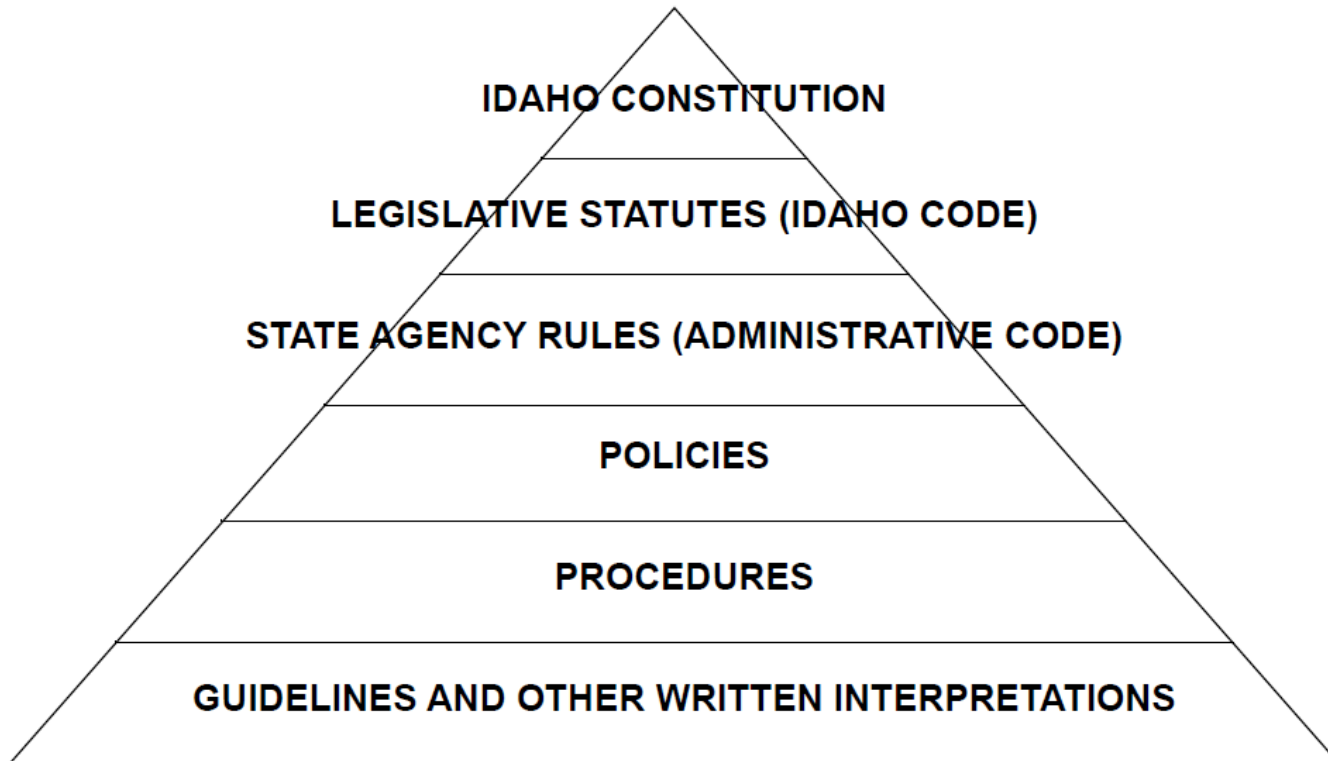 IDAHO CONSTITUTION
LEGISLATIVE STATUTES (IDAHO CODE)
STATE AGENCY RULES (ADMINISTRATIVE CODE)
POLICIES
PROCEDURES
GUIDELINES AND OTHER WRITTEN INTERPRETATIONS